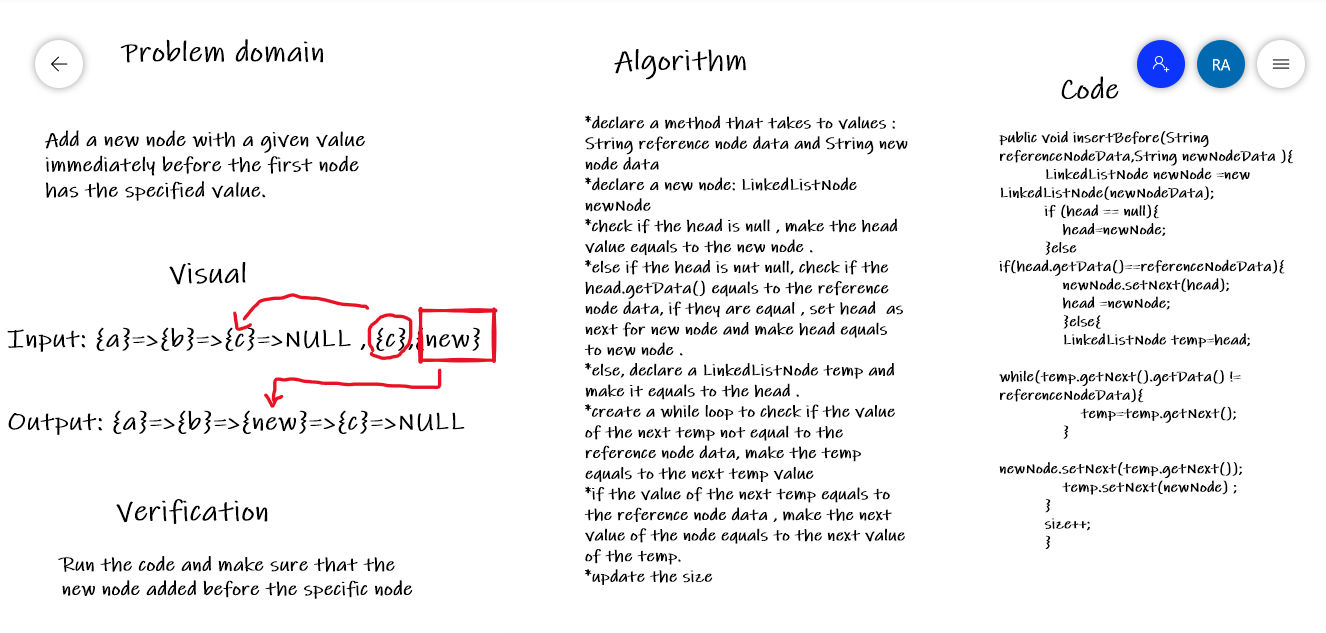 Problem domain
Add a new node with a given value
immediately before the first node
has the specified value.
Visual
Input: {a}=>{b}=>{c}=>NULL , {c},{new}
Output: {a}=>{b}=>{new}=>{c}=>NULL
Verification
Run the code and make sure that the
new node added before the specific node
Algorithm
*declare a method that takes to values :
String reference node data and String new
node data
*declare a new node: LinkedListNode
newNode
*check if the head is null , make the head
value equals to the new node .
*else if the head is nut null, check if the
head.getData() equals to the reference
node data, if they are equal , set head as
next for new node and make head equals
to new node .
*else, declare a LinkedListNode temp and
make it equals to the head .
*create a while loop to check if the value
of the next temp not equal to the
reference node data, make the temp
equals to the next temp value
*if the value of the next temp equals to
the reference node data , make the next
value of the node equals to the next value
of the temp.
*update the size
RA
Code
public void insertBefore(String
referenceNodeData,String newNodeData ){
LinkedListNode newNode =new
LinkedListNode(newNodeData);
if (head == null){
head=newNode;
}else
if(head.getData()==referenceNodeData){
newNode.setNext(head);
head =newNode;
}else{
LinkedListNode temp=head;
while(temp.getNext().getData() !=
referenceNodeData){
temp=temp.getNext();
}
newNode.setNext(temp.getNext());
temp.setNext(newNode) ;
}
size++;
}